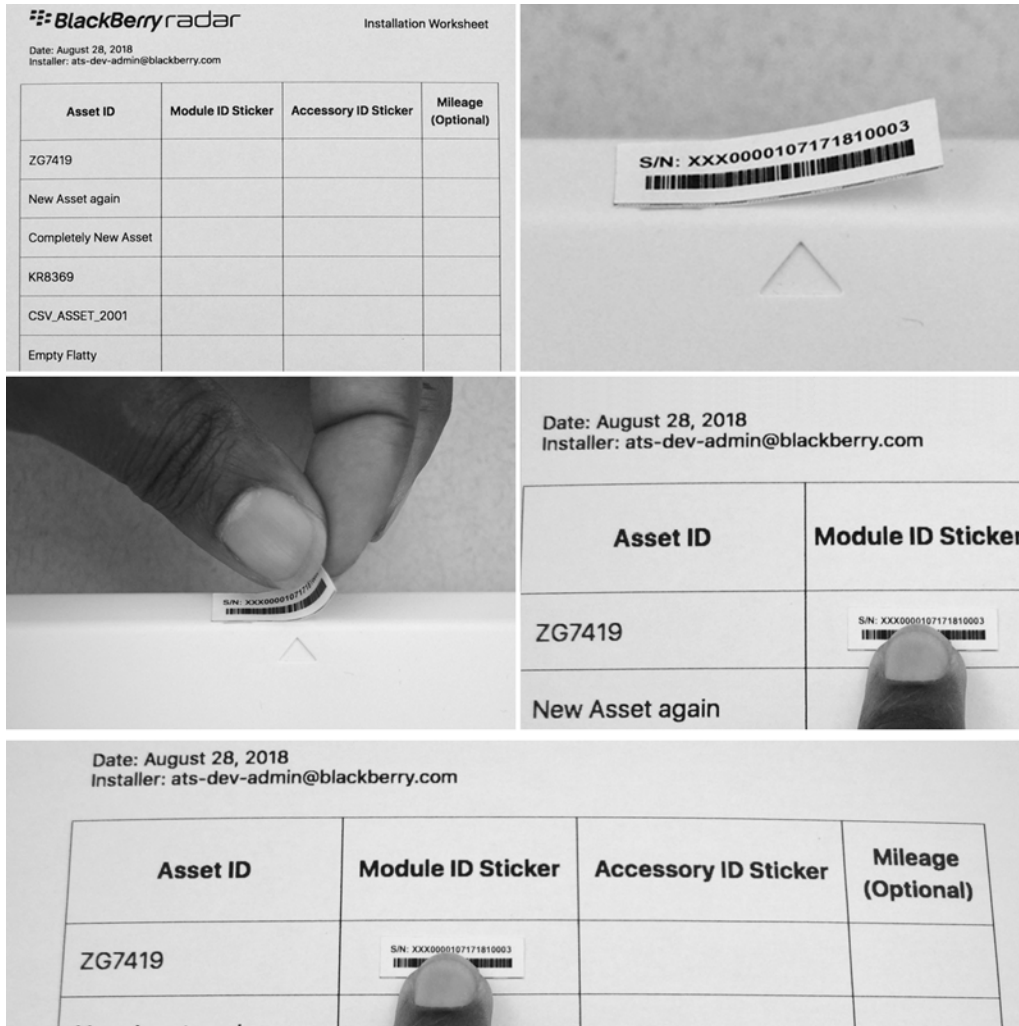 BlackBerry radar
Installation Worksheet
Date: August 28, 2018
Installer: ats-dev-admin@blackberry.com
Asset ID
Module ID Sticker
Accessory ID Sticker
Mileage
(Optional)
ZG7419
New Asset again
Completely New Asset
KR8369
CSV_ASSET_2001
Empty Flatty
S/N: XXX0000107171810003
S/N: XXX00001071718
Date: August 28, 2018
Installer: ats-dev-admin@blackberry.com
Asset ID
Module ID Sticker
ZG7419
S/N: XXX0000107171810003
New Asset again
Date: August 28, 2018
Installer: ats-dev-admin@blackberry.com
Asset ID
Module ID Sticker
Accessory ID Sticker
Mileage
(Optional)
ZG7419
S/N: XXX0000107171810003